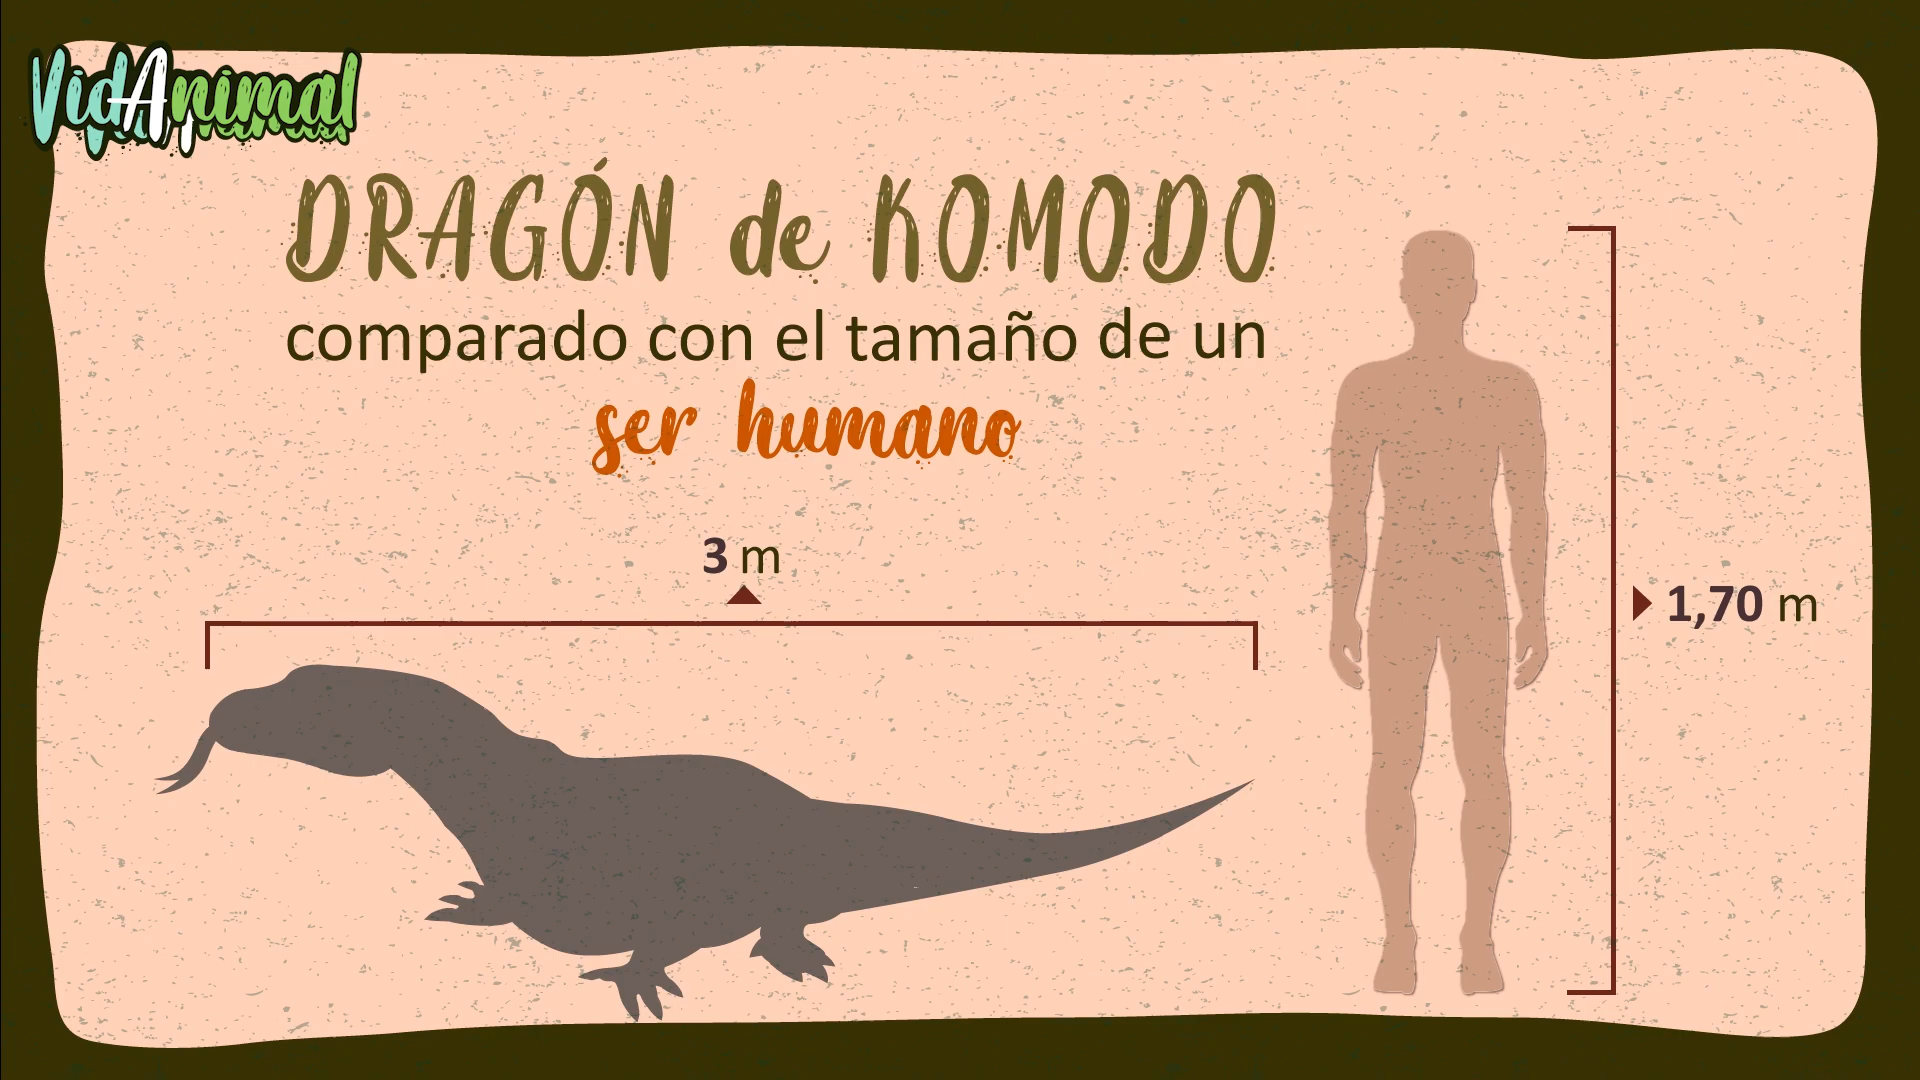 VidAnimal
DRAGÓN de KOMODO
comparado con el tamaño de un
ser humano
3 m
1,70 m